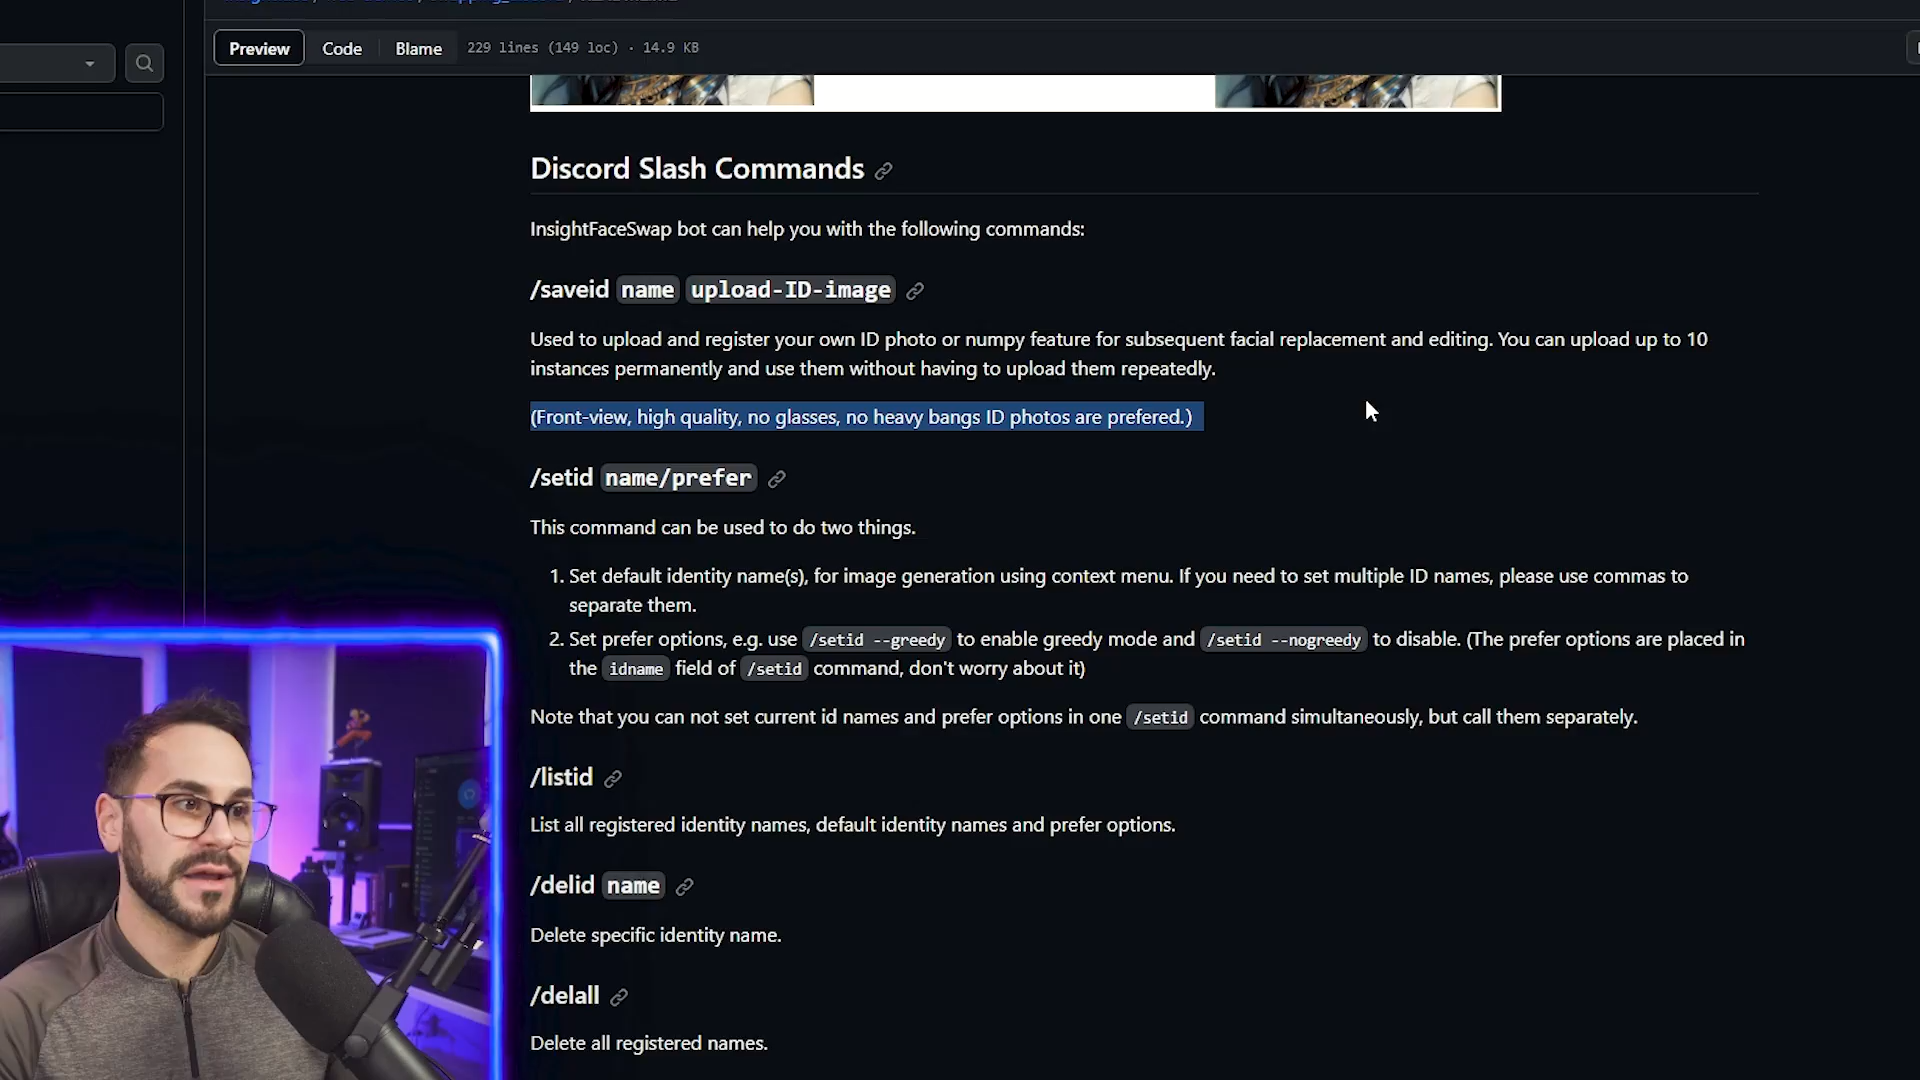 Preview Code Blame 229 lines (149 loc) · 14.9 KB
Discord Slash Commands
InsightFaceSwap bot can help you with the following commands:
/saveid name upload-ID-image
Used to upload and register your own ID photo or numpy feature for subsequent facial replacement and editing. You can upload up to 10
instances permanently and use them without having to upload them repeatedly.
(Front-view, high quality, no glasses, no heavy bangs ID photos are prefered.)
/setid name/prefer
This command can be used to do two things.
1. Set default identity name(s), for image generation using context menu. If you need to set multiple ID names, please use commas to
separate them.
2. Set prefer options, e.g. use /setid --greedy to enable greedy mode and /setid --nogreedy to disable. (The prefer options are placed in
the idname field of /setid command, don't worry about it)
Note that you can not set current id names and prefer options in one /setid command simultaneously, but call them separately.
/listid
List all registered identity names, default identity names and prefer options.
/delid name
Delete specific identity name.
/delall
Delete all registered names.